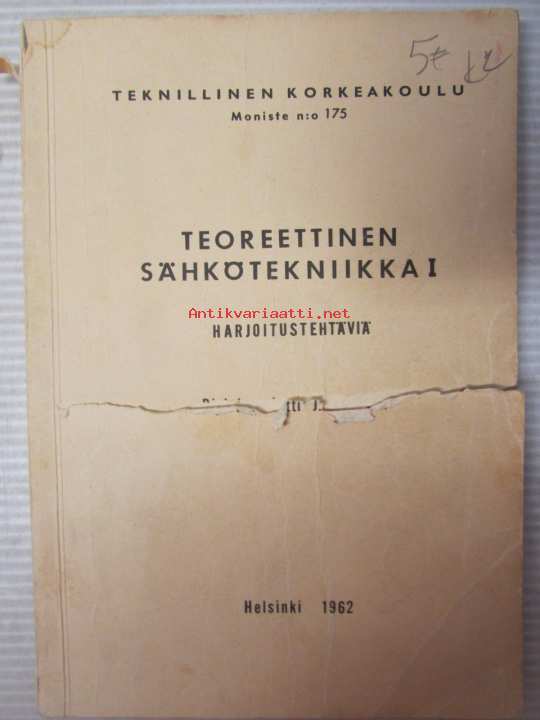 5€
TEKNILLINEN KORKEAKOULU
Moniste n:o 175
TEOREETTINEN
SÄHKÖTEKNIIKKA I
Antikvariaatti.net
HARJOITUSTEHTÄVIÄ
Helsinki 1962